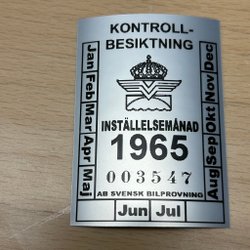 KONTROLL-
BESIKTNING
Jan Feb Mar Apr Maj
INSTÄLLELSEMÅNAD
1965
003547
AB SVENSK BILPROVNING
Jun Jul
Aug Sep Okt Nov Dec